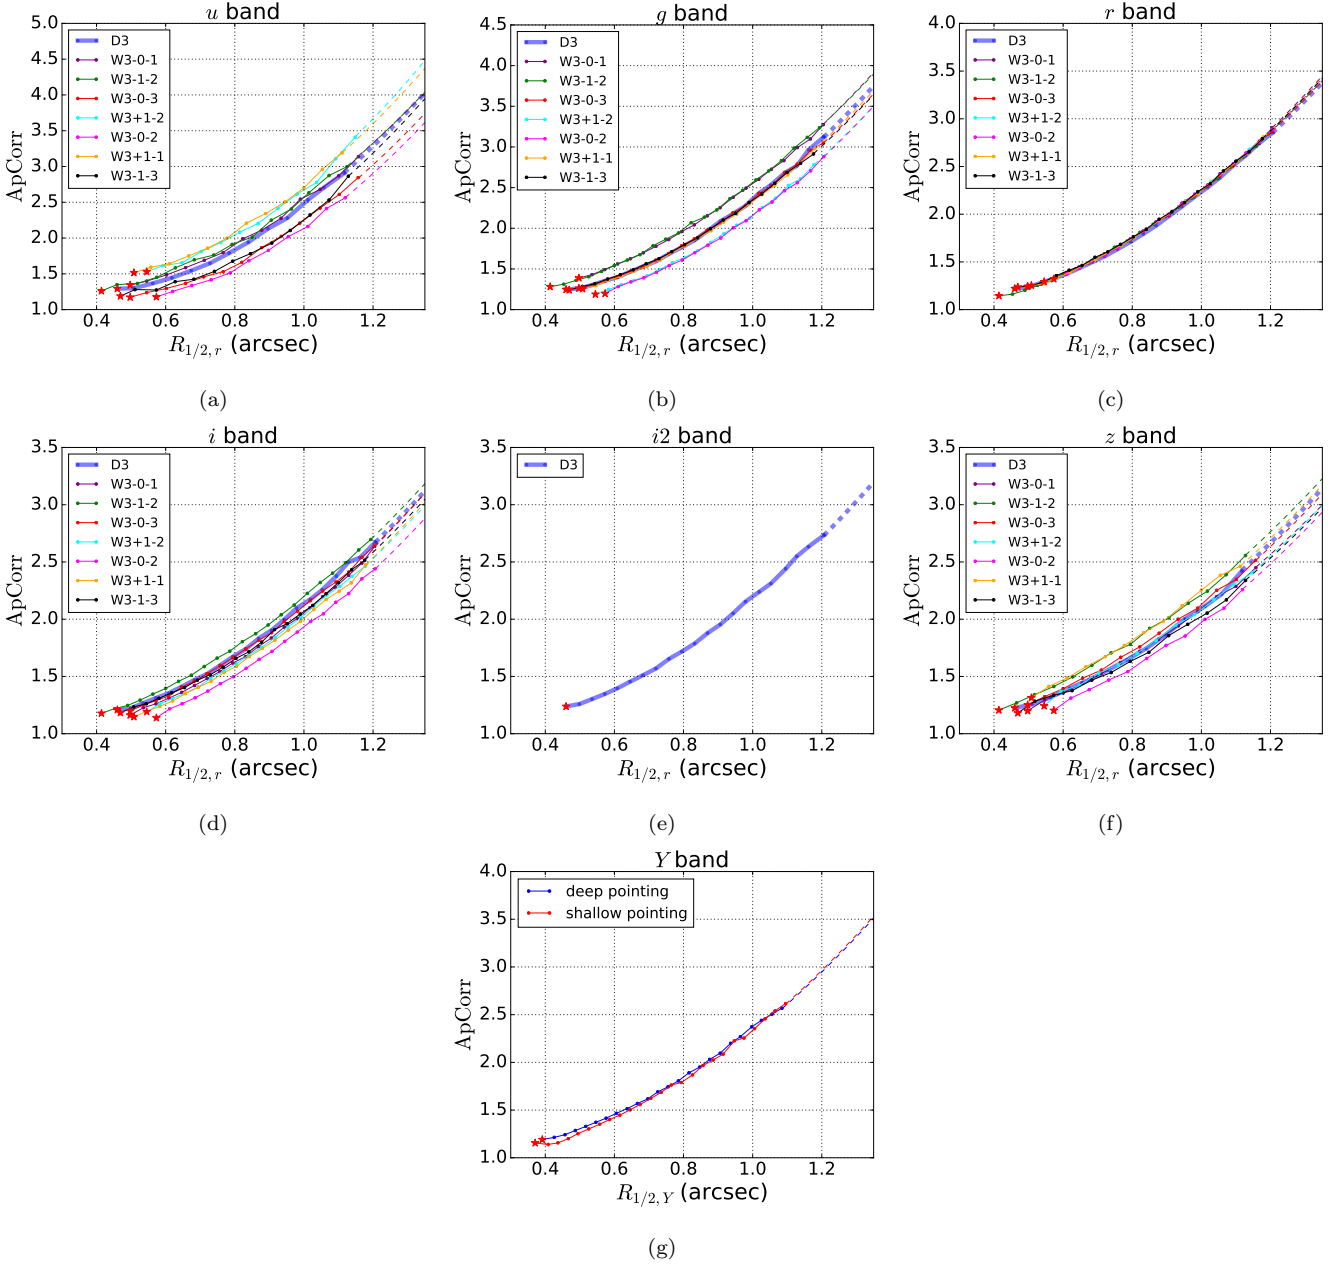 u band
ApCorr
5.0
4.5
4.0
3.5
3.0
2.5
2.0
1.5
1.0
D3
W3-0-1
W3-1-2
W3-0-3
W3+1-2
W3-0-2
W3+1-1
W3-1-3
0.4 0.6 0.8 1.0 1.2
R1/2, r (arcsec)
(a)
g band
ApCorr
4.5
4.0
3.5
3.0
2.5
2.0
1.5
1.0
D3
W3-0-1
W3-1-2
W3-0-3
W3+1-2
W3-0-2
W3+1-1
W3-1-3
0.4 0.6 0.8 1.0 1.2
R1/2, r (arcsec)
(b)
r band
ApCorr
4.0
3.5
3.0
2.5
2.0
1.5
1.0
D3
W3-0-1
W3-1-2
W3-0-3
W3+1-2
W3-0-2
W3+1-1
W3-1-3
0.4 0.6 0.8 1.0 1.2
R1/2, r (arcsec)
(c)
i band
ApCorr
3.5
3.0
2.5
2.0
1.5
1.0
D3
W3-0-1
W3-1-2
W3-0-3
W3+1-2
W3-0-2
W3+1-1
W3-1-3
0.4 0.6 0.8 1.0 1.2
R1/2, r (arcsec)
(d)
i2 band
ApCorr
3.5
3.0
2.5
2.0
1.5
1.0
D3
0.4 0.6 0.8 1.0 1.2
R1/2, r (arcsec)
(e)
z band
ApCorr
3.5
3.0
2.5
2.0
1.5
1.0
D3
W3-0-1
W3-1-2
W3-0-3
W3+1-2
W3-0-2
W3+1-1
W3-1-3
0.4 0.6 0.8 1.0 1.2
R1/2, r (arcsec)
(f)
Y band
ApCorr
4.0
3.5
3.0
2.5
2.0
1.5
1.0
deep pointing
shallow pointing
0.4 0.6 0.8 1.0 1.2
R1/2, Y (arcsec)
(g)